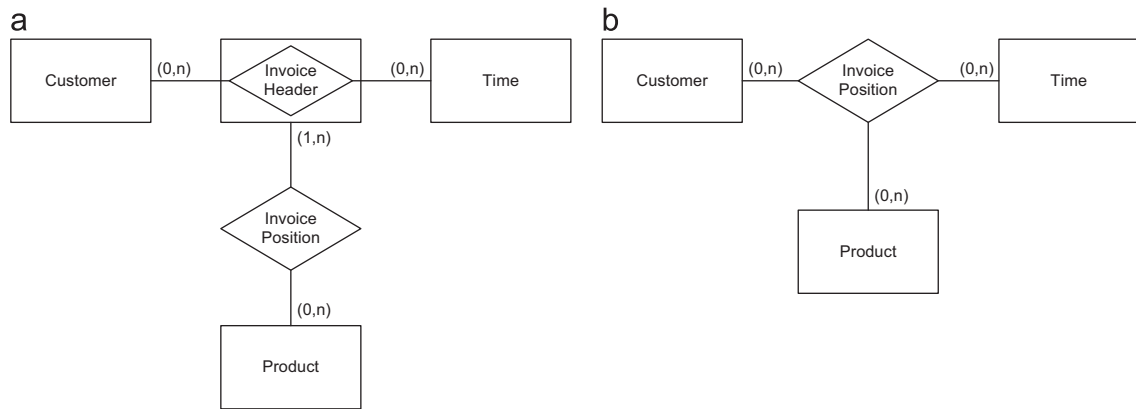 a
Customer
(0,n)
Invoice
Header
(0,n)
Time
(1,n)
Invoice
Position
(0,n)
Product
b
Customer
(0,n)
Invoice
Position
(0,n)
Time
(0,n)
Product